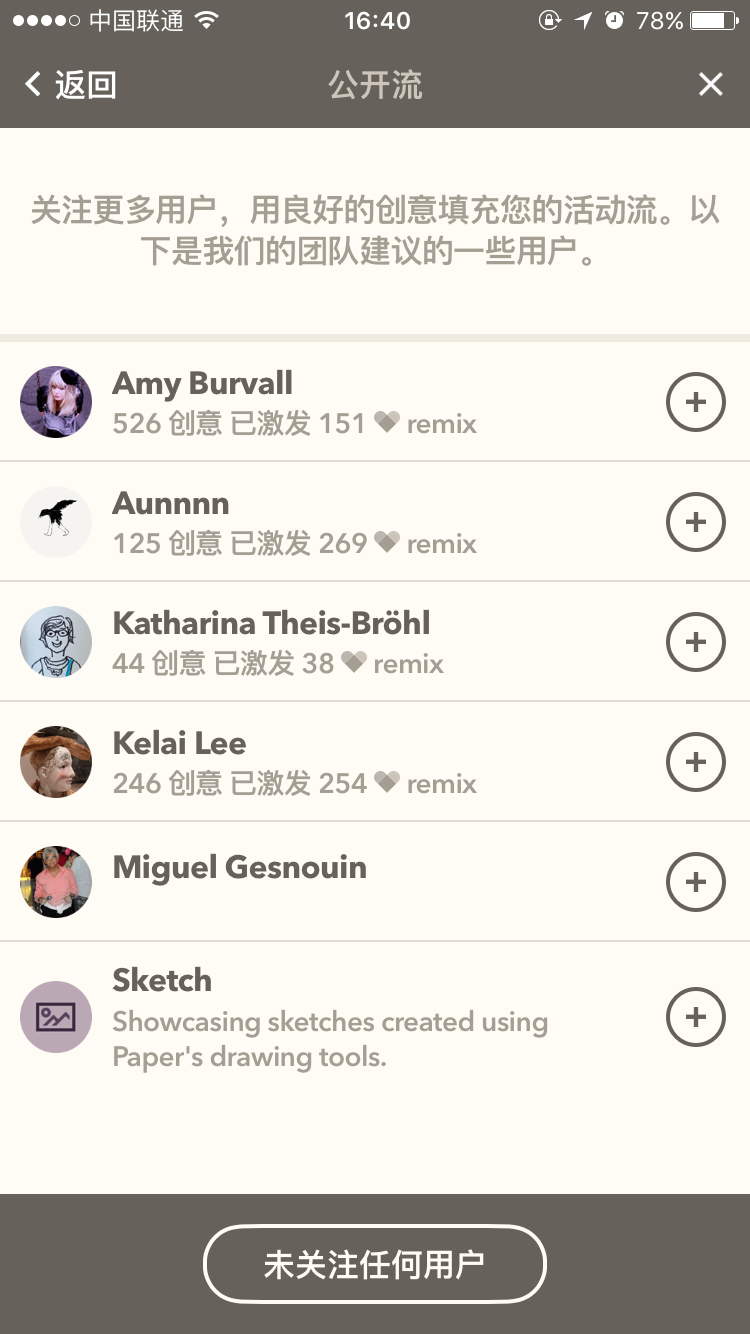 中国联通
16:40
78%
返回
公开流
关注更多用户，用良好的创意填充您的活动流。以
下是我们的团队建议的一些用户。
Amy Burvall
526 创意 已激发 151 remix
Aunnnn
125 创意 已激发 269 remix
Katharina Theis-Bröhl
44 创意 已激发 38 remix
Kelai Lee
246 创意 已激发 254 remix
Miguel Gesnouin
Sketch
Showcasing sketches created using
Paper's drawing tools.
未关注任何用户